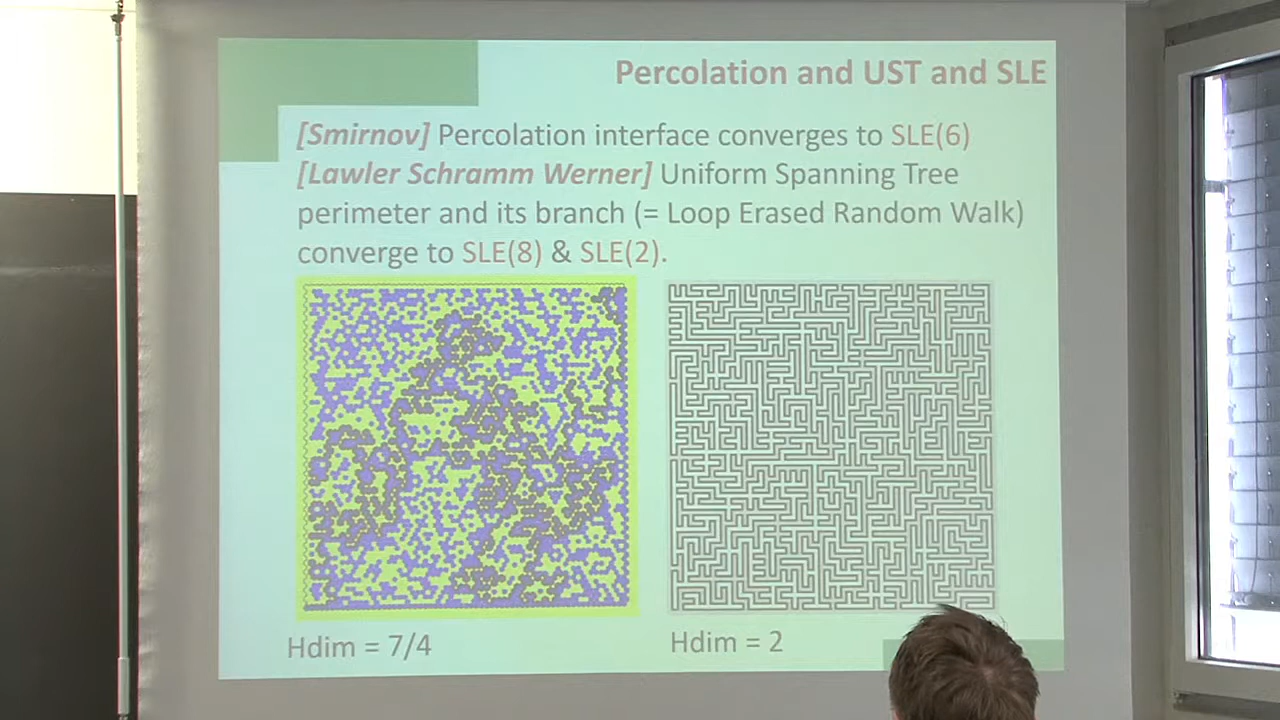 Percolation and UST and SLE
[Smirnov] Percolation interface converges to SLE(6)
[Lawler Schramm Werner] Uniform Spanning Tree
perimeter and its branch (= Loop Erased Random Walk)
converge to SLE(8) & SLE(2).
Hdim = 7/4
Hdim = 2